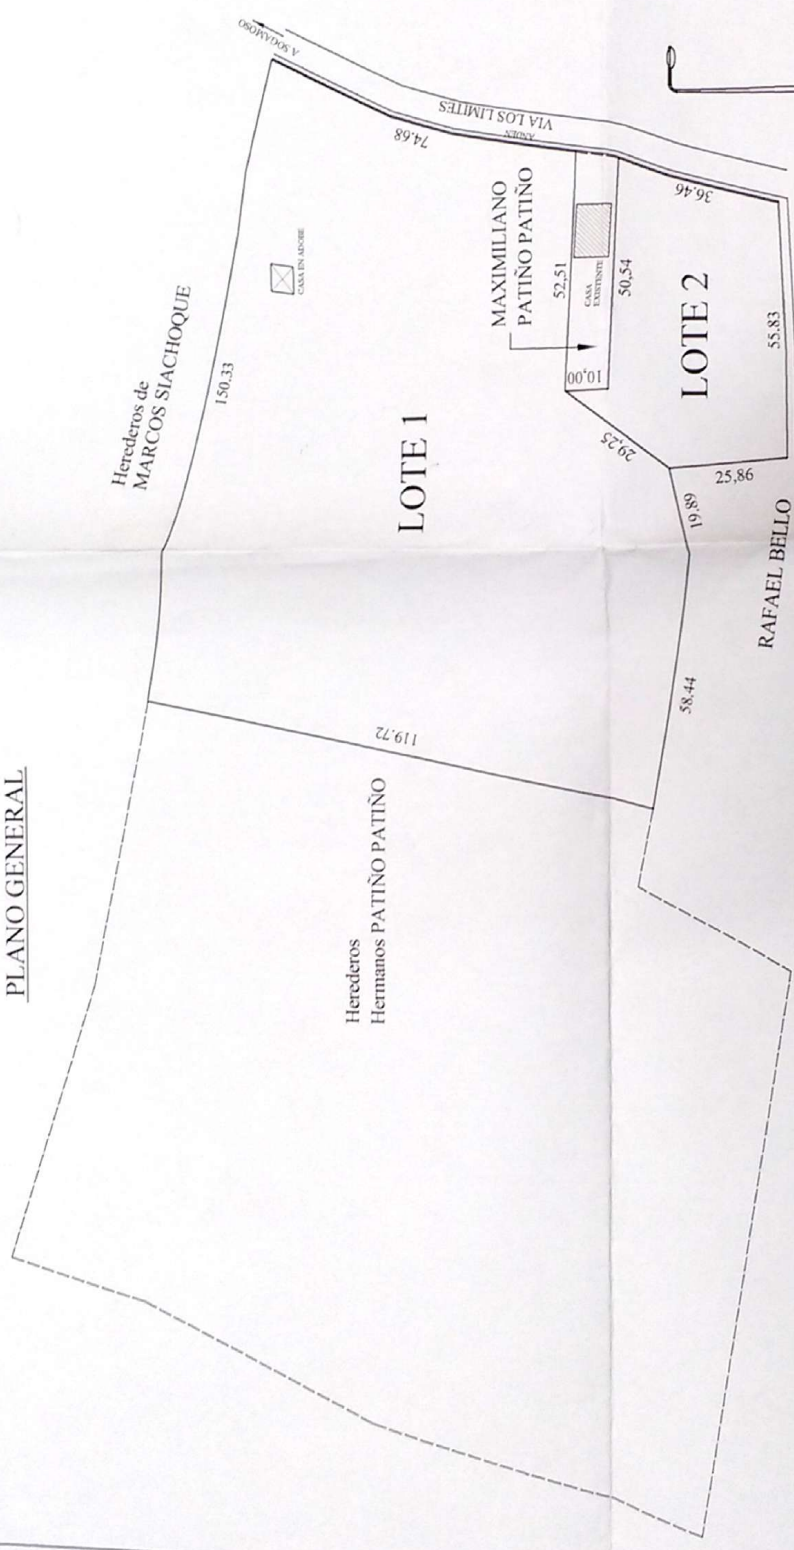 PLANO GENERAL
Herederos de
MARCOS SIACHOQUE
150.33
A SOGAMOSO
VIA LOS LIMITES
ANDEN
74.68
CASA EN ADOBE
LOTE 1
MAXIMILIANO
PATIÑO PATIÑO
52,51
CASA
EXISTENTE
10,00
50,54
36.46
LOTE 2
29,25
55.83
25,86
19.89
58.44
RAFAEL BELLO
119.72
Herederos
Hermanos PATIÑO PATIÑO